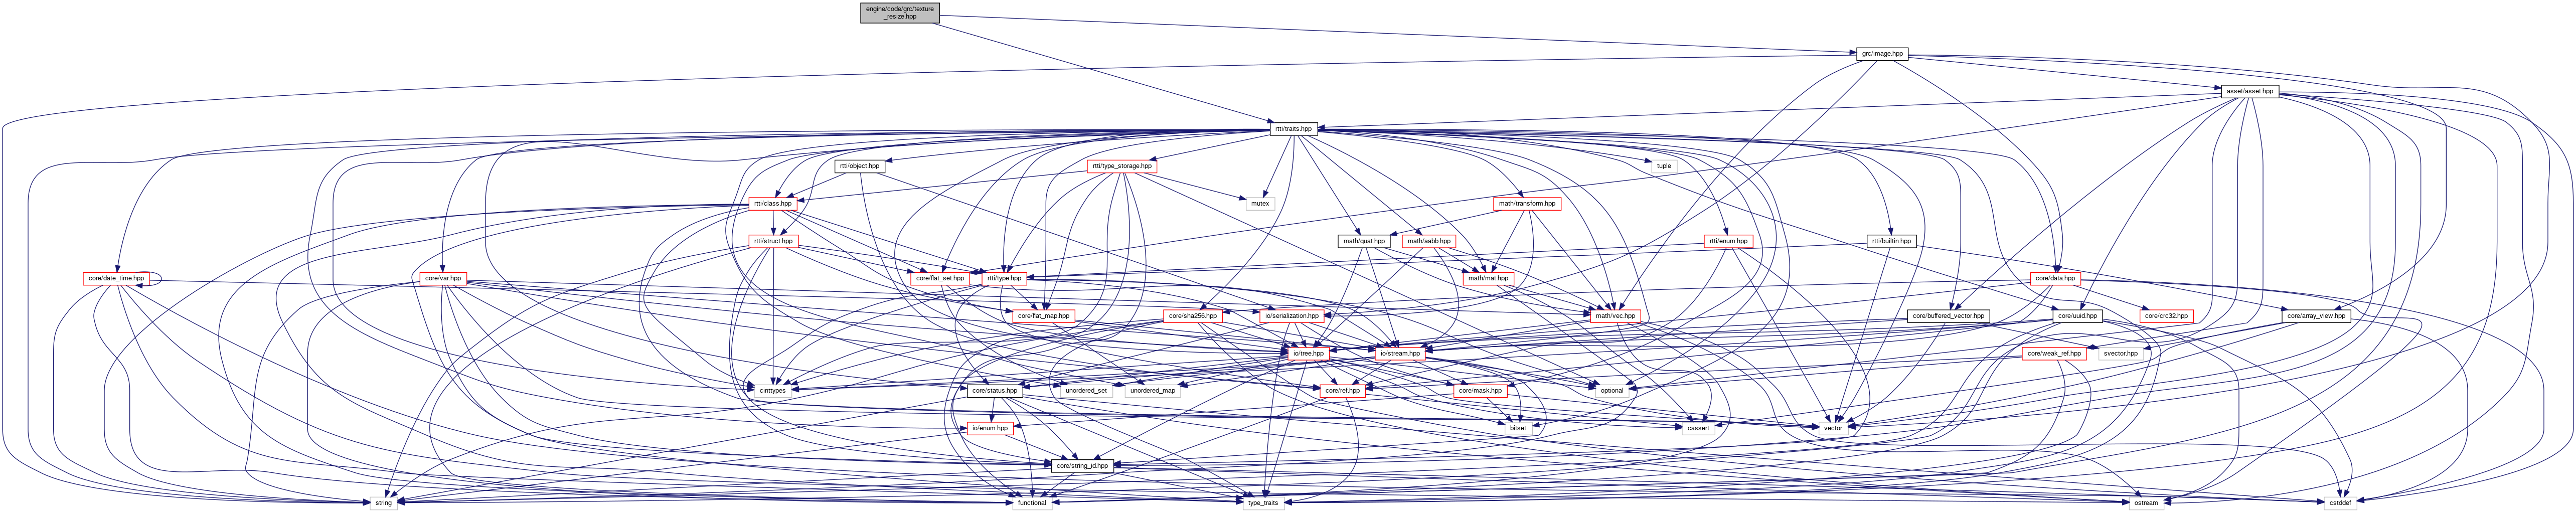 engine/code/grc/texture
_resize.hpp
grc/image.hpp
asset/asset.hpp
rtti/traits.hpp
rtti/object.hpp
rtti/type_storage.hpp
tuple
rtti/class.hpp
mutex
math/transform.hpp
rtti/struct.hpp
math/quat.hpp
math/aabb.hpp
rtti/enum.hpp
rtti/builtin.hpp
core/date_time.hpp
core/var.hpp
core/flat_set.hpp
rtti/type.hpp
math/mat.hpp
core/data.hpp
core/flat_map.hpp
core/sha256.hpp
io/serialization.hpp
math/vec.hpp
core/buffered_vector.hpp
core/uuid.hpp
core/crc32.hpp
core/array_view.hpp
io/tree.hpp
io/stream.hpp
svector.hpp
core/weak_ref.hpp
cinttypes
core/status.hpp
unordered_set
unordered_map
core/ref.hpp
core/mask.hpp
optional
io/enum.hpp
bitset
cassert
vector
core/string_id.hpp
string
functional
type_traits
ostream
cstddef